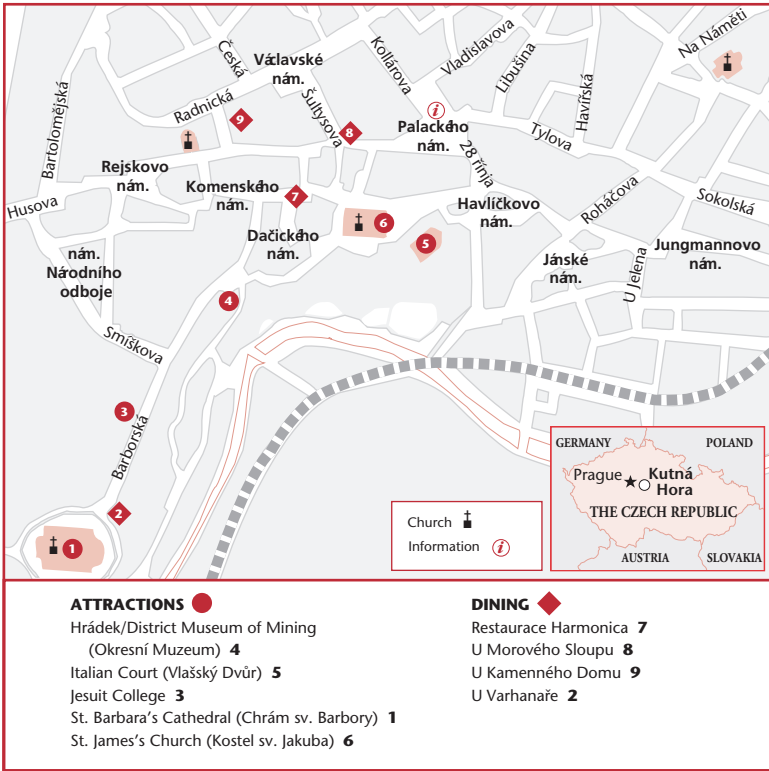 Bartolomějská
Česká
Václavské
nám.
Kollárova
Vladislavova
Libušina
Havířská
Na Náměti
Radnická
9
Šultysova
8
i
Palackého
nám.
Tylova
28 řínja
Rejskovo
nám.
Komenského
nám.
7
Husova
Dačického
nám.
6
5
Havlíčkovo
nám.
Roháčova
Sokolská
nám.
Národního
odboje
Jánské
nám.
U Jelena
Jungmannovo
nám.
4
Smíškova
3
Barborská
2
1
Church
Information i
GERMANY
POLAND
Prague
Kutná
Hora
THE CZECH REPUBLIC
AUSTRIA
SLOVAKIA
ATTRACTIONS
Hrádek/District Museum of Mining
(Okresní Muzeum) 4
Italian Court (Vlašský Dvůr) 5
Jesuit College 3
St. Barbara's Cathedral (Chrám sv. Barbory) 1
St. James's Church (Kostel sv. Jakuba) 6
DINING
Restaurace Harmonica 7
U Morového Sloupu 8
U Kamenného Domu 9
U Varhanaře 2